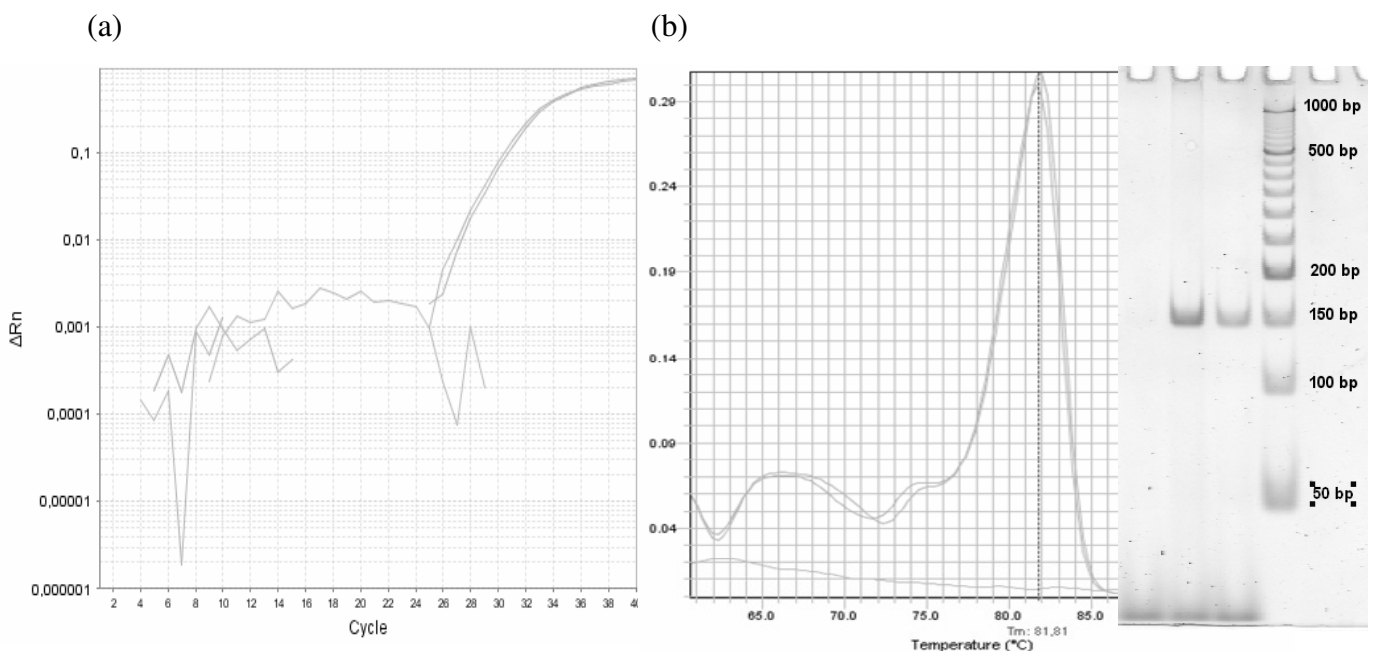 (a)
(b)
0,1
0,01
0,001
0,0001
0,00001
0,000001
ΔRn
2 4 6 8 10 12 14 16 18 20 22 24 26 28 30 32 34 36 38 40
Cycle
0.29
0.24
0.19
0.14
0.09
0.04
65.0 70.0 75.0 80.0 85.0
Tm: 81,81
Temperature (°C)
1000 bp
500 bp
200 bp
150 bp
100 bp
50 bp